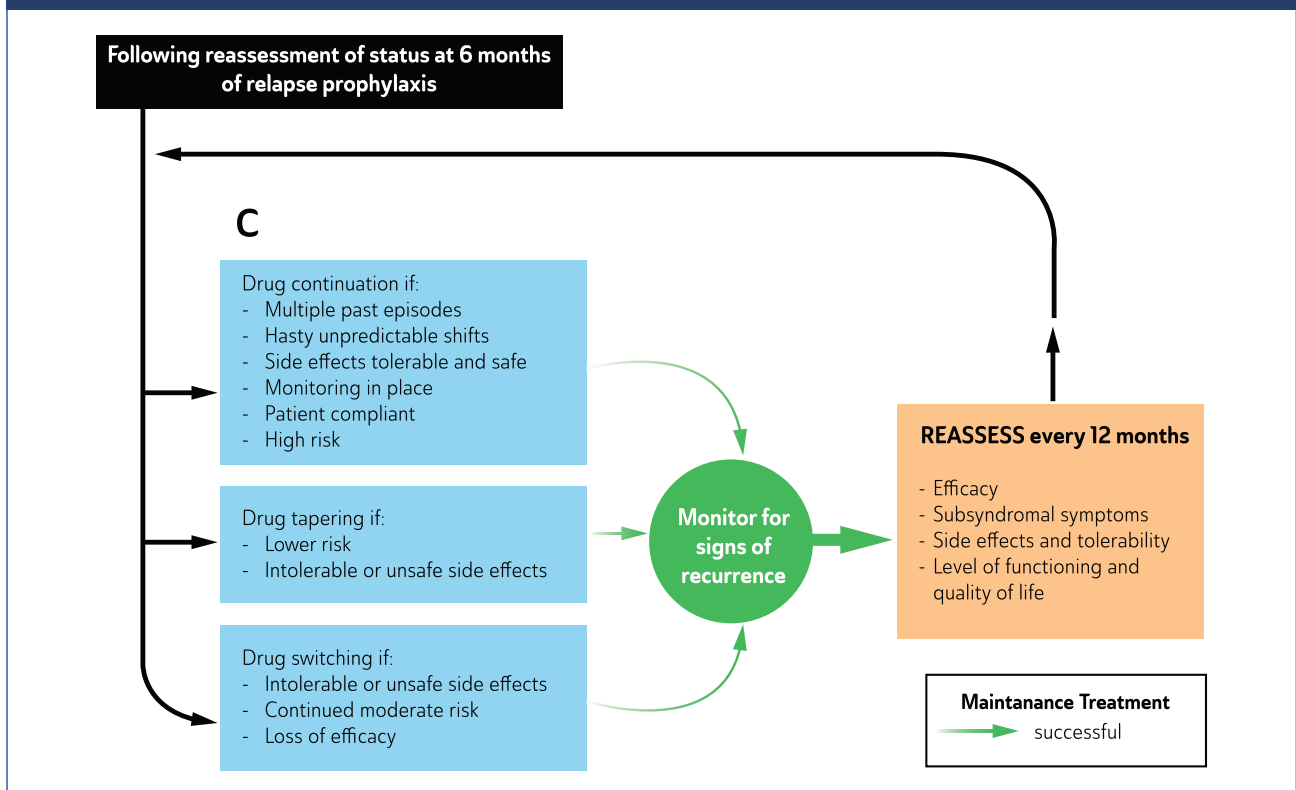 Following reassessment of status at 6 months
of relapse prophylaxis
C
Drug continuation if:
- Multiple past episodes
- Hasty unpredictable shifts
- Side effects tolerable and safe
- Monitoring in place
- Patient compliant
- High risk
Drug tapering if:
- Lower risk
- Intolerable or unsafe side effects
Drug switching if:
- Intolerable or unsafe side effects
- Continued moderate risk
- Loss of efficacy
Monitor for
signs of
recurrence
REASSESS every 12 months
- Efficacy
- Subsyndromal symptoms
- Side effects and tolerability
- Level of functioning and
quality of life
Maintanance Treatment
successful